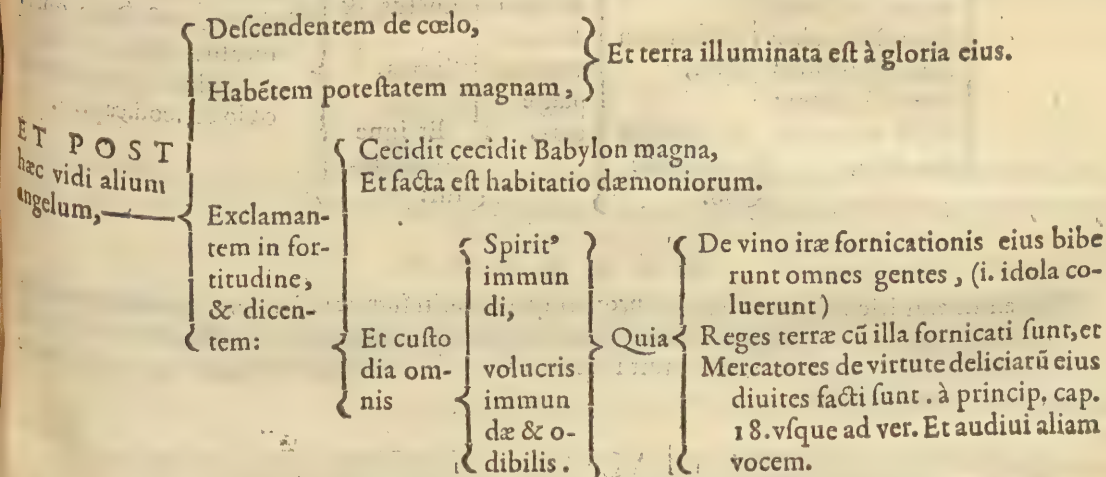 Deſcendentem de cœlo,
Habētem poteſtatem magnam,
Et terra illuminata eſt à gloria eius.
ET POST
hæc vidi alium
angelum,
Exclaman-
tem in for-
titudine,
& dicen-
tem:
Cecidit cecidit Babylon magna,
Et facta eſt habitatio dæmoniorum.
Et cuſto
dia om-
nis
Spirit⁹
immun
di,
volucris
immun
dæ & o-
dibilis.
Quia
De vino iræ fornicationis eius bibe
runt omnes gentes, (i. idola co-
luerunt)
Reges terræ cũ illa fornicati ſunt, et
Mercatores de virtute deliciarũ eius
diuites facti ſunt. à princip. cap.
18. vſque ad ver. Et audiui aliam
vocem.